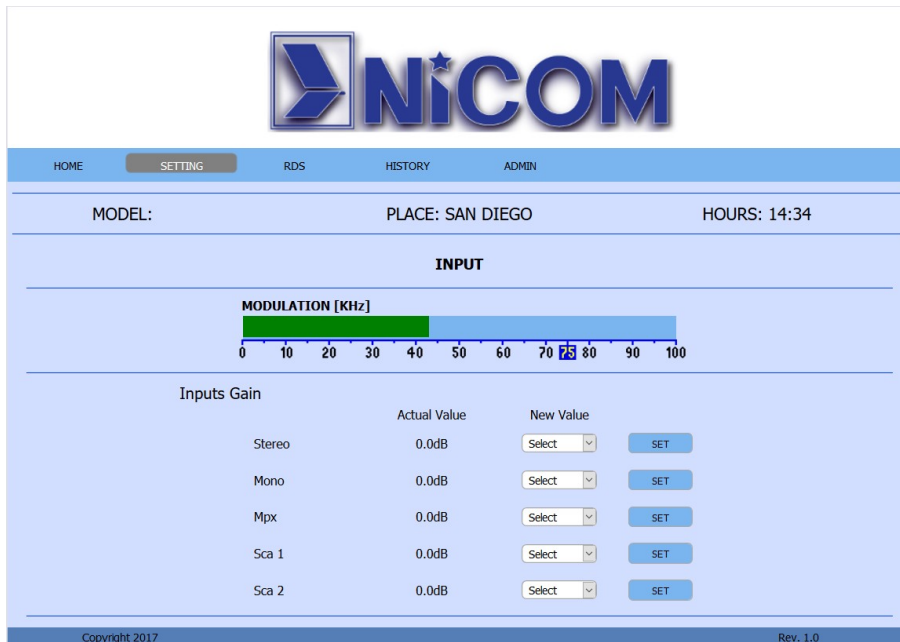 NiCOM
HOME SETTING RDS HISTORY ADMIN
MODEL: PLACE: SAN DIEGO HOURS: 14:34
INPUT
MODULATION [KHz]
0 10 20 30 40 50 60 70 75 80 90 100
Inputs Gain
Actual Value New Value
Stereo 0.0dB Select SET
Mono 0.0dB Select SET
Mpx 0.0dB Select SET
Sca 1 0.0dB Select SET
Sca 2 0.0dB Select SET
Copyright 2017 Rev. 1.0